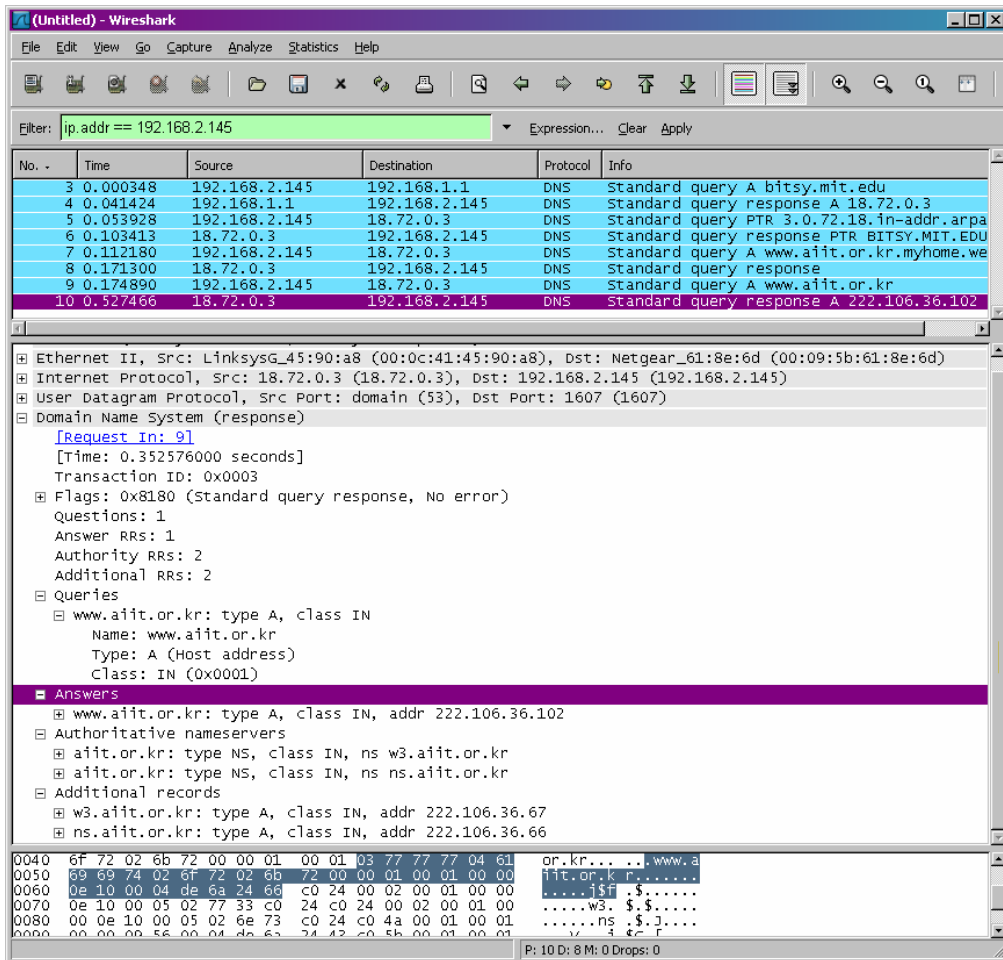 (Untitled) - Wireshark
File Edit View Go Capture Analyze Statistics Help
Filter: ip.addr == 192.168.2.145 Expression... Clear Apply
No. Time Source Destination Protocol Info
3 0.000348 192.168.2.145 192.168.1.1 DNS Standard query A bitsy.mit.edu
4 0.041424 192.168.1.1 192.168.2.145 DNS Standard query response A 18.72.0.3
5 0.053928 192.168.2.145 18.72.0.3 DNS Standard query PTR 3.0.72.18.in-addr.arpa
6 0.103413 18.72.0.3 192.168.2.145 DNS Standard query response PTR BITSY.MIT.EDU
7 0.112180 192.168.2.145 18.72.0.3 DNS Standard query A www.aiit.or.kr.myhome.we
8 0.171300 18.72.0.3 192.168.2.145 DNS Standard query response
9 0.174890 192.168.2.145 18.72.0.3 DNS Standard query A www.aiit.or.kr
10 0.527466 18.72.0.3 192.168.2.145 DNS Standard query response A 222.106.36.102
Ethernet II, Src: LinksysG_45:90:a8 (00:0c:41:45:90:a8), Dst: Netgear_61:8e:6d (00:09:5b:61:8e:6d)
Internet Protocol, Src: 18.72.0.3 (18.72.0.3), Dst: 192.168.2.145 (192.168.2.145)
User Datagram Protocol, Src Port: domain (53), Dst Port: 1607 (1607)
Domain Name System (response)
[Request In: 9]
[Time: 0.352576000 seconds]
Transaction ID: 0x0003
Flags: 0x8180 (Standard query response, No error)
Questions: 1
Answer RRs: 1
Authority RRs: 2
Additional RRs: 2
Queries
www.aiit.or.kr: type A, class IN
Name: www.aiit.or.kr
Type: A (Host address)
Class: IN (0x0001)
Answers
www.aiit.or.kr: type A, class IN, addr 222.106.36.102
Authoritative nameservers
aiit.or.kr: type NS, class IN, ns w3.aiit.or.kr
aiit.or.kr: type NS, class IN, ns ns.aiit.or.kr
Additional records
w3.aiit.or.kr: type A, class IN, addr 222.106.36.67
ns.aiit.or.kr: type A, class IN, addr 222.106.36.66
0040 6f 72 02 6b 72 00 00 01 00 01 03 77 77 77 04 61 or.kr... ...www.a
0050 69 69 74 02 6f 72 02 6b 72 00 00 01 00 01 00 00 iit.or.k r.......
0060 0e 10 00 04 de 6a 24 66 c0 24 00 02 00 01 00 00 .....j$f .$......
0070 0e 10 00 05 02 77 33 c0 24 c0 24 00 02 00 01 00 .....w3. $.$.....
0080 00 0e 10 00 05 02 6e 73 c0 24 c0 4a 00 01 00 01 ......ns .$.J....
P: 10 D: 8 M: 0 Drops: 0